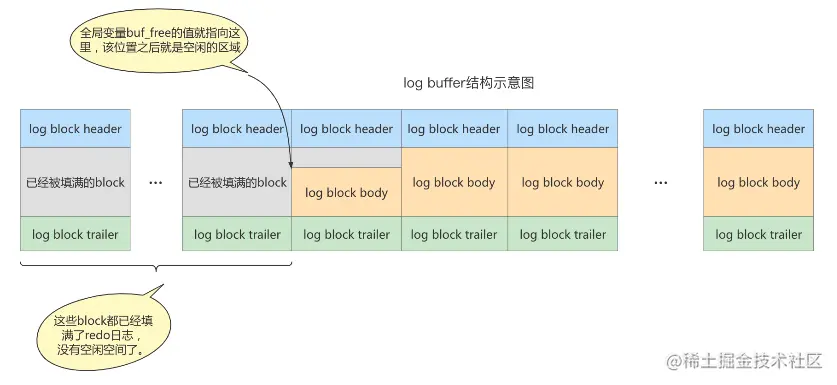 全局变量buf_free的值就指向这
里，该位置之后就是空闲的区域
log buffer结构示意图
log block header
log block header
log block header
log block header
log block header
log block header
已经被填满的block
...
已经被填满的block
log block body
log block body
log block body
...
log block body
log block trailer
log block trailer
log block trailer
log block trailer
log block trailer
log block trailer
这些block都已经填
满了redo日志，
没有空闲空间了。
@稀土掘金技术社区